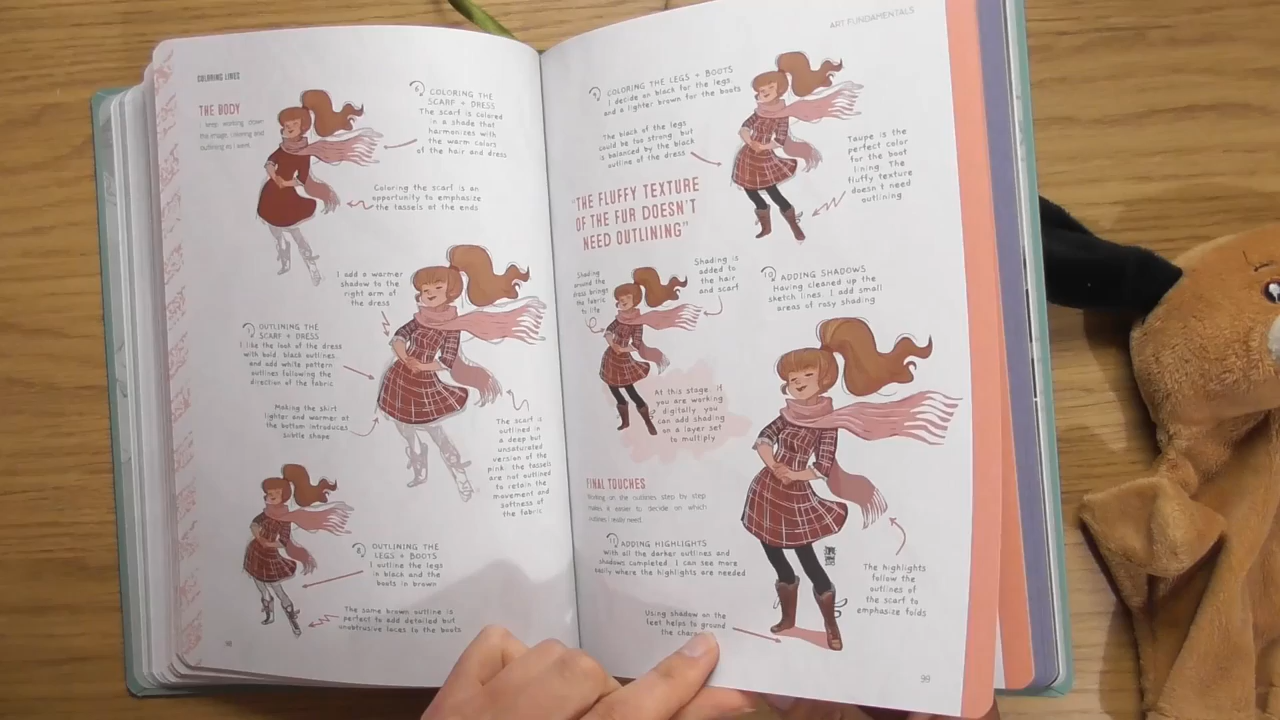 COLORING LINES
THE BODY
I keep working down
the image, coloring and
outlining as I went.
6 COLORING THE
SCARF + DRESS
The scarf is colored
in a shade that
harmonizes with
the warm colors
of the hair and dress
Coloring the scarf is an
opportunity to emphasize
the tassels of the ends
I add a warmer
shadow to the
right arm of
the dress
7 OUTLINING THE
SCARF + DRESS
I like the look of the dress
with bold, black outlines,
and add white pattern
outlines following the
direction of the fabric
Making the skirt
lighter and warmer at
the bottom introduces
subtle shape
The scarf is
outlined in
a deep but
unsaturated
version of the
pink. The tassels
are not outlined
to retain the
movement and
softness of
the fabric
8 OUTLINING THE
LEGS + BOOTS
I outline the legs
in black and the
boots in brown
The same brown outline is
perfect to add detailed but
unobtrusive laces to the boots
98
ART FUNDAMENTALS
9 COLORING THE LEGS + BOOTS
I decide on black for the legs,
and a lighter brown for the boots
The black of the legs
could be too strong, but
is balanced by the black
outline of the dress
Taupe is the
perfect color
for the boot
lining. The
fluffy texture
doesn't need
outlining
"THE FLUFFY TEXTURE
OF THE FUR DOESN'T
NEED OUTLINING"
Shading
around the
dress brings
the fabric
to life
Shading is
added to
the hair
and scarf
10 ADDING SHADOWS
Having cleaned up the
sketch lines, I add small
areas of rosy shading
At this stage, if
you are working
digitally, you
can add shading
on a layer set
to multiply
FINAL TOUCHES
Working on the outlines step by step
makes it easier to decide on which
outlines I really need.
11 ADDING HIGHLIGHTS
With all the darker outlines and
shadows completed, I can see more
easily where the highlights are needed
The highlights
follow the
outlines of
the scarf to
emphasize folds
Using shadow on the
feet helps to ground
the
99